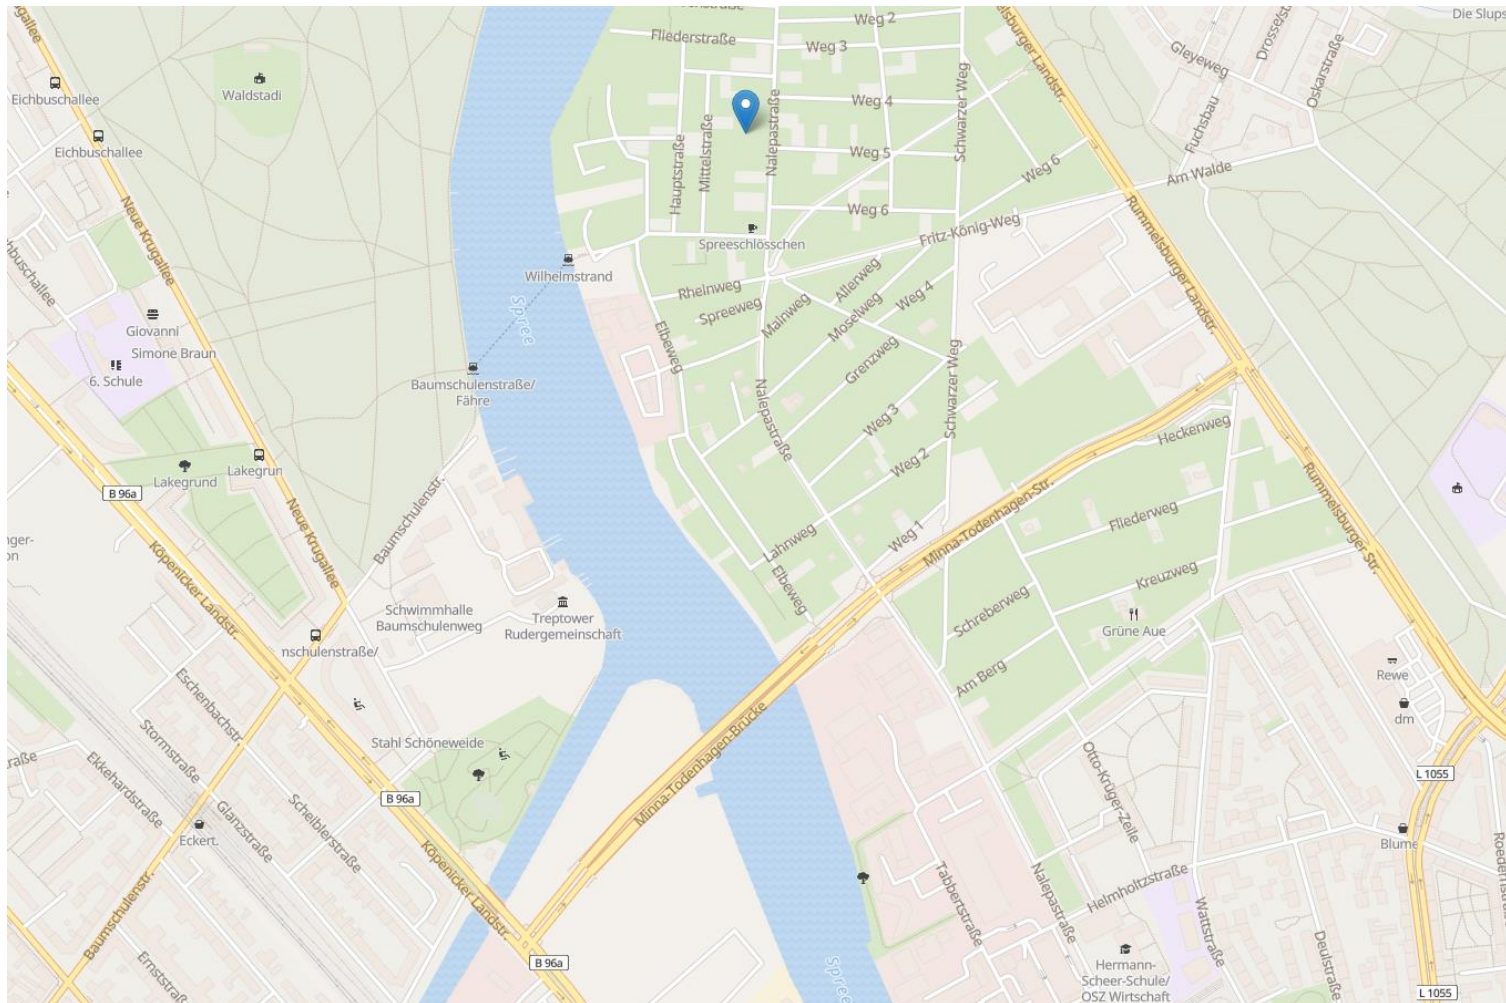 Krugallee
Eichbuschallee
Eichbuschallee
Neue Krugallee
Waldstadi
Fliederstraße
Weg 2
Weg 3
Weg 4
Weg 5
Weg 6
Weg 6
Hauptstraße
Mittelstraße
Nalepastraße
Schwarzer Weg
Rummelsburger Landstr.
Gleyeweg
Oskarstraße
Fuchsbau
Die Slups
Am Walde
Fritz-König-Weg
Spreeschlösschen
Wilhelmstrand
Spree
Rummelsburger Landstr.
Rheinweg
Spreeweg
Mainweg
Allerweg
Moselweg
Weg 4
Grenzweg
Elbeweg
Giovanni
Simone Braun
6. Schule
Baumschulenstraße/
Fähre
Nalepastraße
Weg 3
Weg 2
Schwarzer Weg
Weg 1
Heckenweg
Lakegrund
Lakegrun
B 96a
Neue Krugallee
Baumschulenstr.
Köpenicker Landstr.
Lahnweg
Elbeweg
Minna-Todenhagen-Str.
Fliederweg
Kreuzweg
Schreberweg
Rummelsburger Str.
Schwimmhalle
Baumschulenweg
Treptower
Rudergemeinschaft
Grüne Aue
Am Berg
nschulenstraße/
Eschenbachstr.
Stormstraße
Ekkehardstraße
Glanzstraße
Scheiblerstraße
Stahl Schöneweide
B 96a
Minna-Todenhagen-Brücke
Otto-Krüger-Zeile
Rewe
dm
L 1055
Eckert.
Blume
Köpenicker Landstr.
Baumschulenstr.
Ernststraße
Tabbertstraße
Nalepastraße
Helmholtzstraße
Wattstraße
Deulstraße
B 96a
Spree
Hermann-
Scheer-Schule/
OSZ Wirtschaft
L 1055